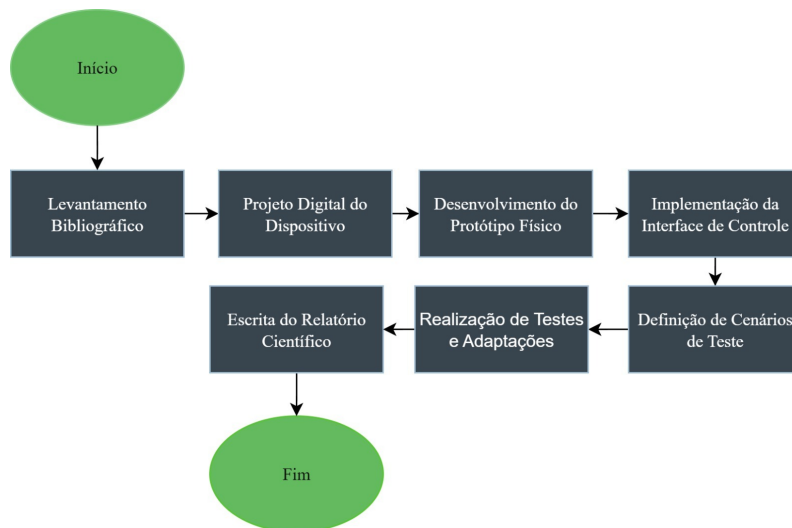 Início
Levantamento
Bibliográfico
Projeto Digital do
Dispositivo
Desenvolvimento do
Protótipo Físico
Implementação da
Interface de Controle
Definição de Cenários
de Teste
Realização de Testes
e Adaptações
Escrita do Relatório
Científico
Fim